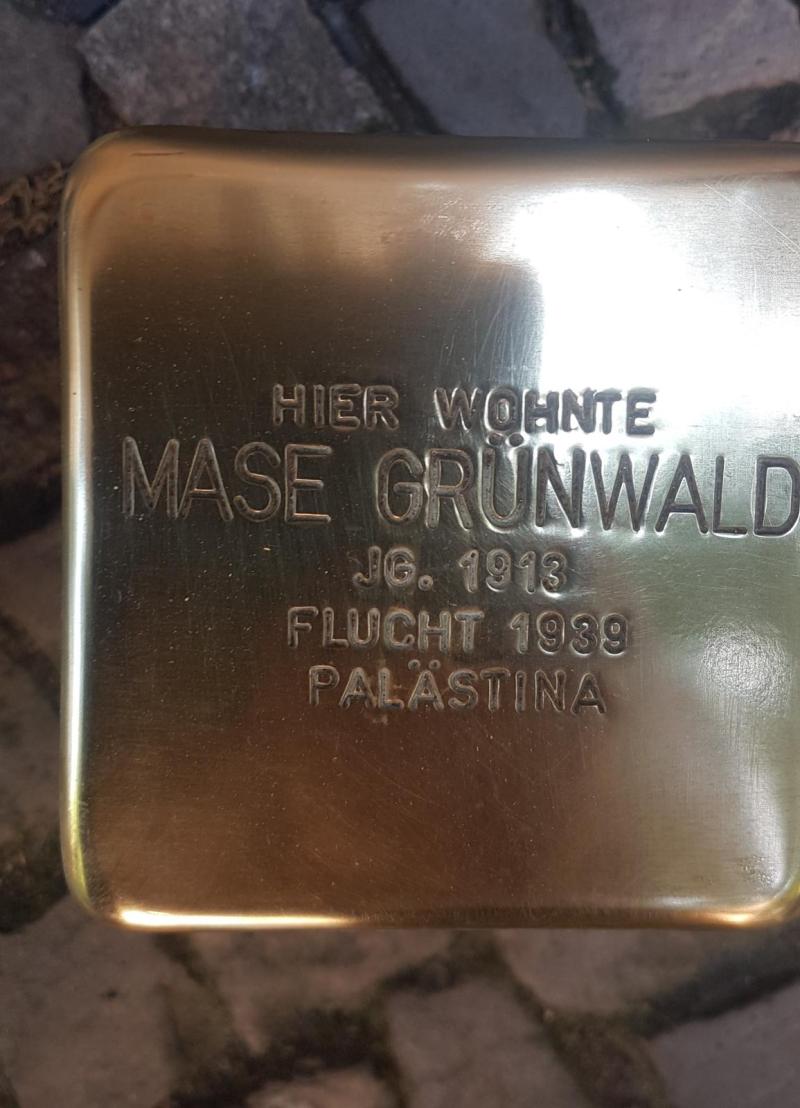 HIER WOHNTE
MASE GRÜNWALD
JG. 1913
FLUCHT 1939
PALÄSTINA